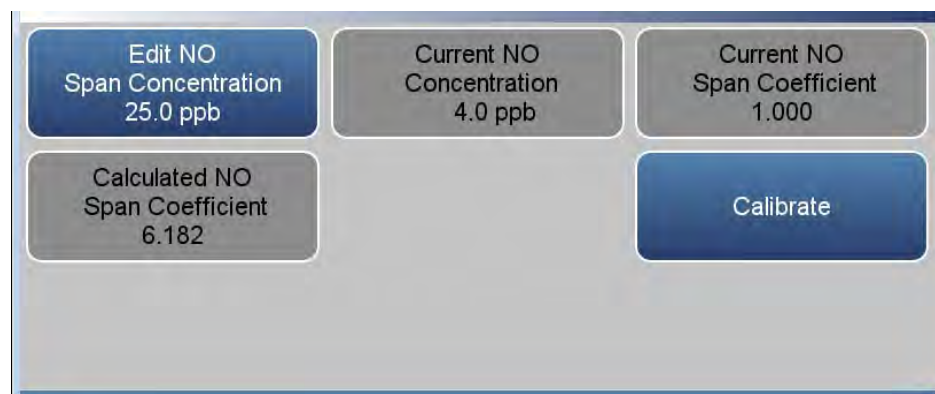 Edit NO
Span Concentration
25.0 ppb
Current NO
Concentration
4.0 ppb
Current NO
Span Coefficient
1.000
Calculated NO
Span Coefficient
6.182
Calibrate